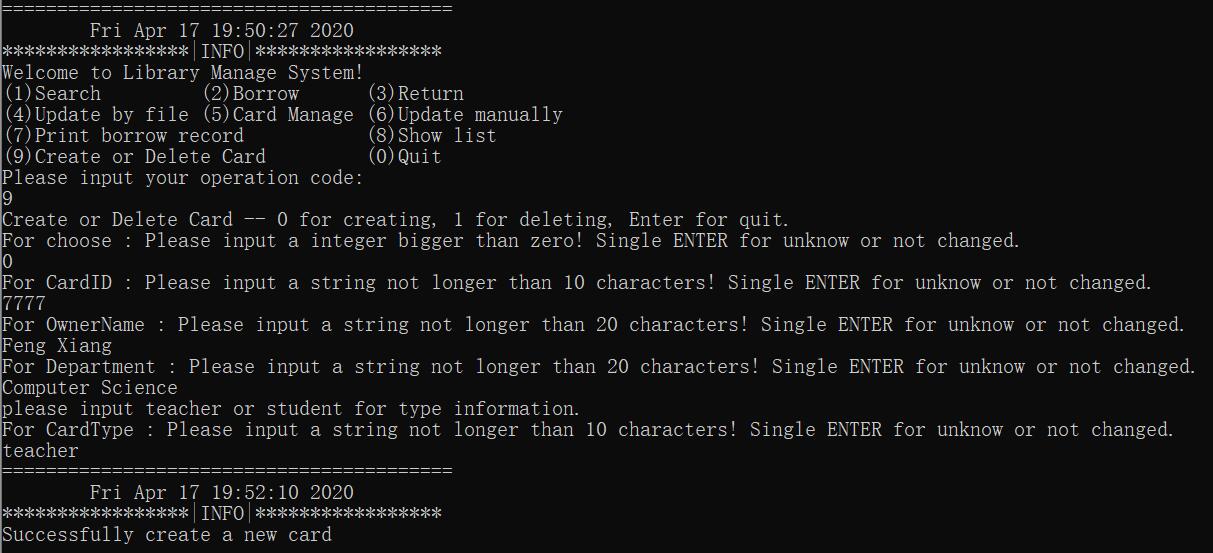 =========================================
        Fri Apr 17 19:50:27 2020
*****************|INFO|*****************
Welcome to Library Manage System!
(1)Search         (2)Borrow      (3)Return
(4)Update by file (5)Card Manage (6)Update manually
(7)Print borrow record           (8)Show list
(9)Create or Delete Card         (0)Quit
Please input your operation code:
9
Create or Delete Card -- 0 for creating, 1 for deleting, Enter for quit.
For choose : Please input a integer bigger than zero! Single ENTER for unknow or not changed.
0
For CardID : Please input a string not longer than 10 characters! Single ENTER for unknow or not changed.
7777
For OwnerName : Please input a string not longer than 20 characters! Single ENTER for unknow or not changed.
Feng Xiang
For Department : Please input a string not longer than 20 characters! Single ENTER for unknow or not changed.
Computer Science
please input teacher or student for type information.
For CardType : Please input a string not longer than 10 characters! Single ENTER for unknow or not changed.
teacher
=========================================
        Fri Apr 17 19:52:10 2020
*****************|INFO|*****************
Successfully create a new card